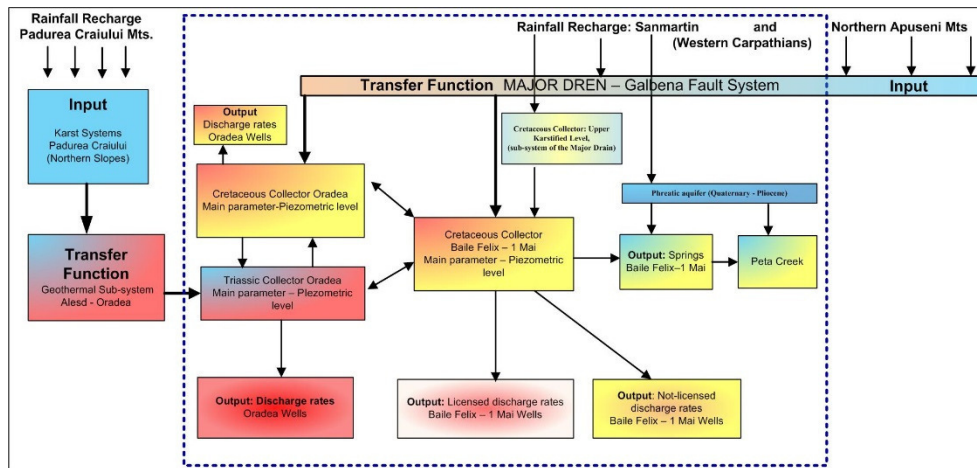 Rainfall Recharge
Padurea Craiului Mts.
Rainfall Recharge: Sanmartin and
(Western Carpathians)
Northern Apuseni Mts
Transfer Function MAJOR DREN – Galbena Fault System Input
Input
Karst Systems
Padurea Craiului
(Northern Slopes)
Output
Discharge rates
Oradea Wells
Cretaceous Collector: Upper
Karstified Level,
(sub-system of the Major Drain)
Cretaceous Collector Oradea
Main parameter-Piezometric level
Phreatic aquifer (Quaternary - Pliocene)
Cretaceous Collector
Baile Felix – 1 Mai
Main parameter – Piezometric
level
Output: Springs
Baile Felix–1 Mai
Peta Creek
Transfer
Function
Geothermal Sub-system
Alesd - Oradea
Triassic Collector Oradea
Main parameter – Piezometric
level
Output: Discharge rates
Oradea Wells
Output: Licensed discharge rates
Baile Felix – 1 Mai Wells
Output: Not-licensed
discharge rates
Baile Felix – 1 Mai Wells